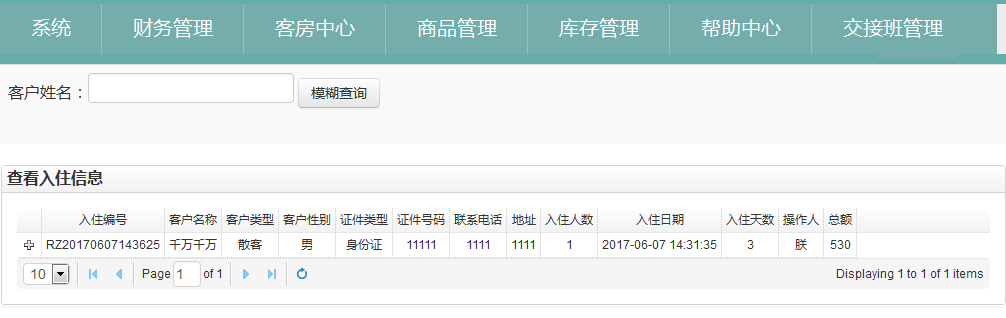 系统 财务管理 客房中心 商品管理 库存管理 帮助中心 交接班管理
客户姓名： 模糊查询
查看入住信息
入住编号 客户名称 客户类型 客户性别 证件类型 证件号码 联系电话 地址 入住人数 入住日期 入住天数 操作人 总额
RZ20170607143625 千万千万 散客 男 身份证 11111 1111 1111 1 2017-06-07 14:31:35 3 朕 530
10 Page 1 of 1 Displaying 1 to 1 of 1 items